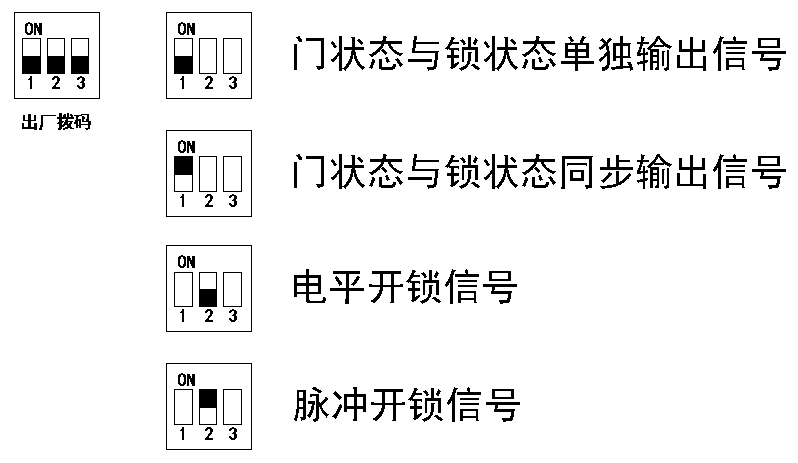 ON
1 2 3
出厂拨码
ON
1 2 3
门状态与锁状态单独输出信号
ON
1 2 3
门状态与锁状态同步输出信号
ON
1 2 3
电平开锁信号
ON
1 2 3
脉冲开锁信号